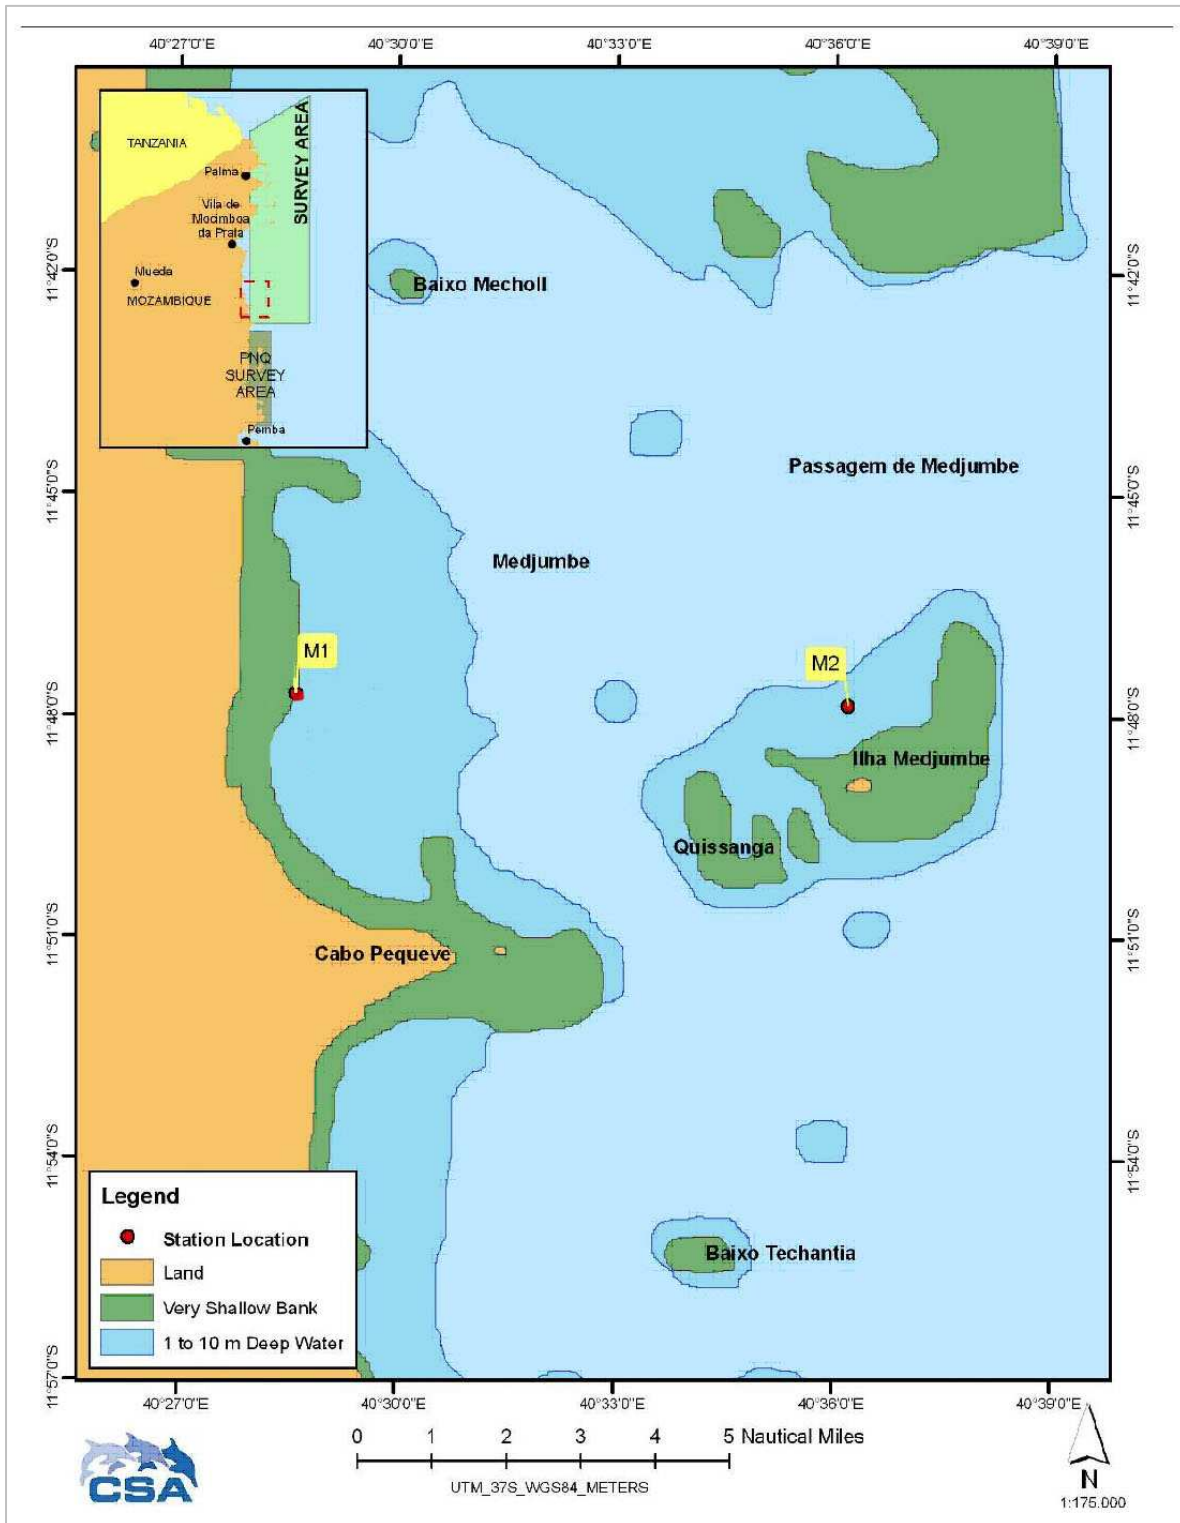 40°27'0"E 40°30'0"E 40°33'0"E 40°36'0"E 40°39'0"E
TANZANIA
SURVEY AREA
Palma
Vila de
Mocimboa
da Praia
Mueda
MOZAMBIQUE
PNQ
SURVEY
AREA
Pemba
11°42'0"S
11°42'0"S
Baixo Mecholl
Passagem de Medjumbe
11°45'0"S
11°45'0"S
Medjumbe
M1
M2
11°48'0"S
11°48'0"S
Ilha Medjumbe
Quissanga
11°51'0"S
11°51'0"S
Cabo Pequeve
11°54'0"S
11°54'0"S
Legend
Station Location
Land
Very Shallow Bank
1 to 10 m Deep Water
Baixo Techantia
11°57'0"S
40°27'0"E 40°30'0"E 40°33'0"E 40°36'0"E 40°39'0"E
CSA
0 1 2 3 4 5 Nautical Miles
UTM_37S_WGS84_METERS
N
1:175.000